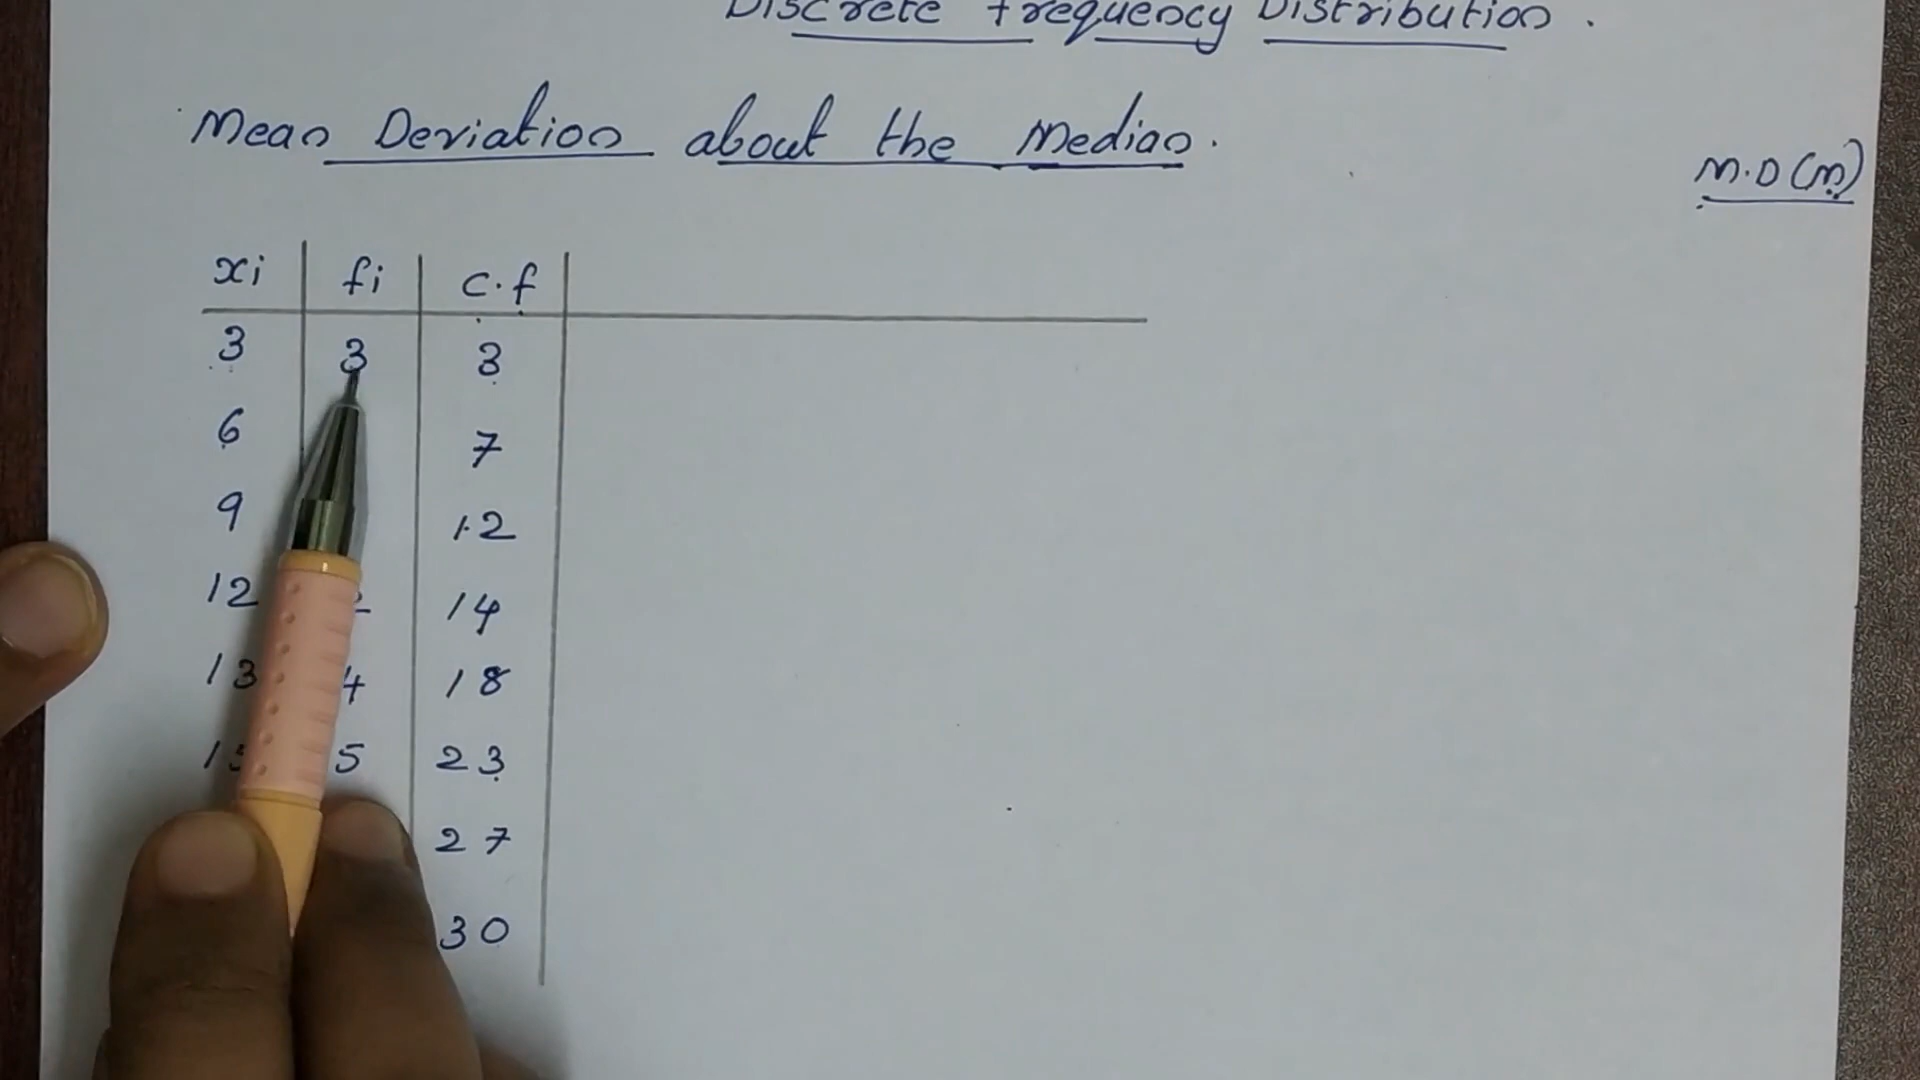 Discrete frequency Distribution.
Mean Deviation about the Median.
M.D(M)
xi fi c.f
3 3 3
6 7
9 12
12 14
13 4 18
5 23
27
30